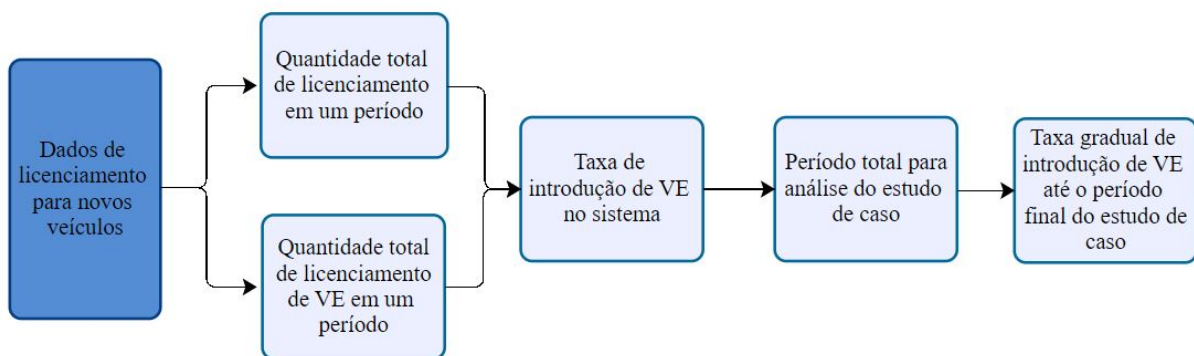 Dados de
licenciamento
para novos
veículos
Quantidade total
de licenciamento
em um período
Quantidade total
de licenciamento
de VE em um
período
Taxa de
introdução de VE
no sistema
Período total para
análise do estudo
de caso
Taxa gradual de
introdução de VE
até o período
final do estudo de
caso